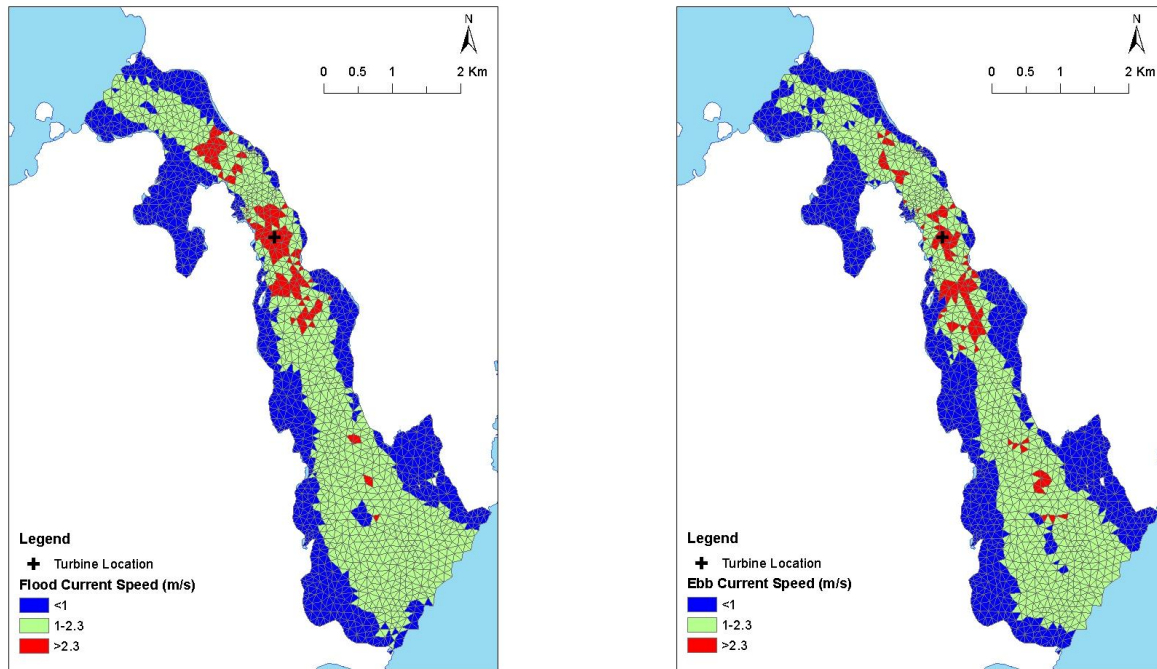 N
0 0.5 1 2 Km
Legend
Turbine Location
Flood Current Speed (m/s)
<1
1-2.3
>2.3
N
0 0.5 1 2 Km
Legend
Turbine Location
Ebb Current Speed (m/s)
<1
1-2.3
>2.3